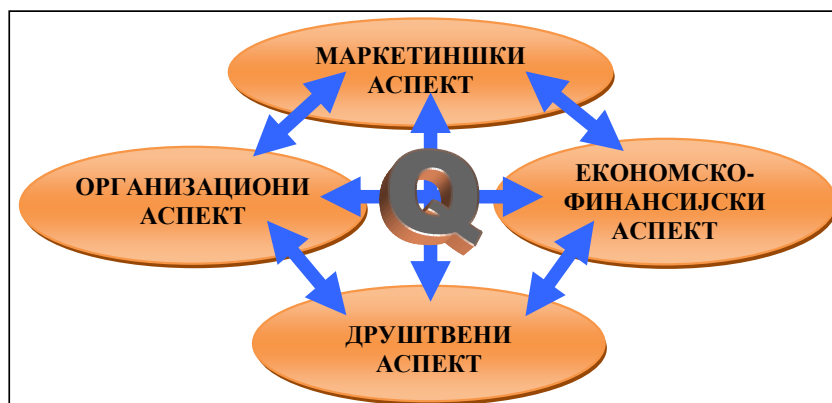 МАРКЕТИНШКИ
АСПЕКТ
ОРГАНИЗАЦИОНИ
АСПЕКТ
Q
ЕКОНОМСКО-
ФИНАНСИЈСКИ
АСПЕКТ
ДРУШТВЕНИ
АСПЕКТ